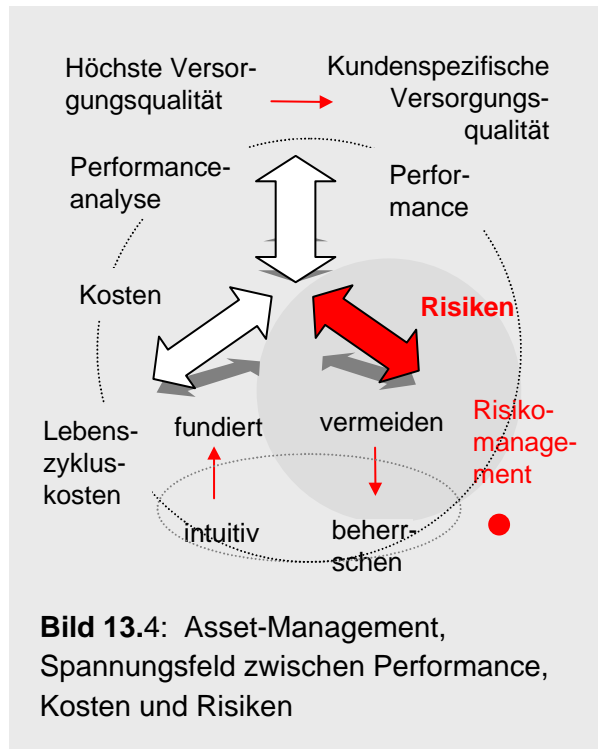 Höchste Versor-
gungsqualität
Kundenspezifische
Versorgungs-
qualität
Performance-
analyse
Perfor-
mance
Kosten
Risiken
Lebens-
zyklus-
kosten
fundiert
vermeiden
Risiko-
manage-
ment
intuitiv
beherr-
schen
Bild 13.4: Asset-Management,
Spannungsfeld zwischen Performance,
Kosten und Risiken